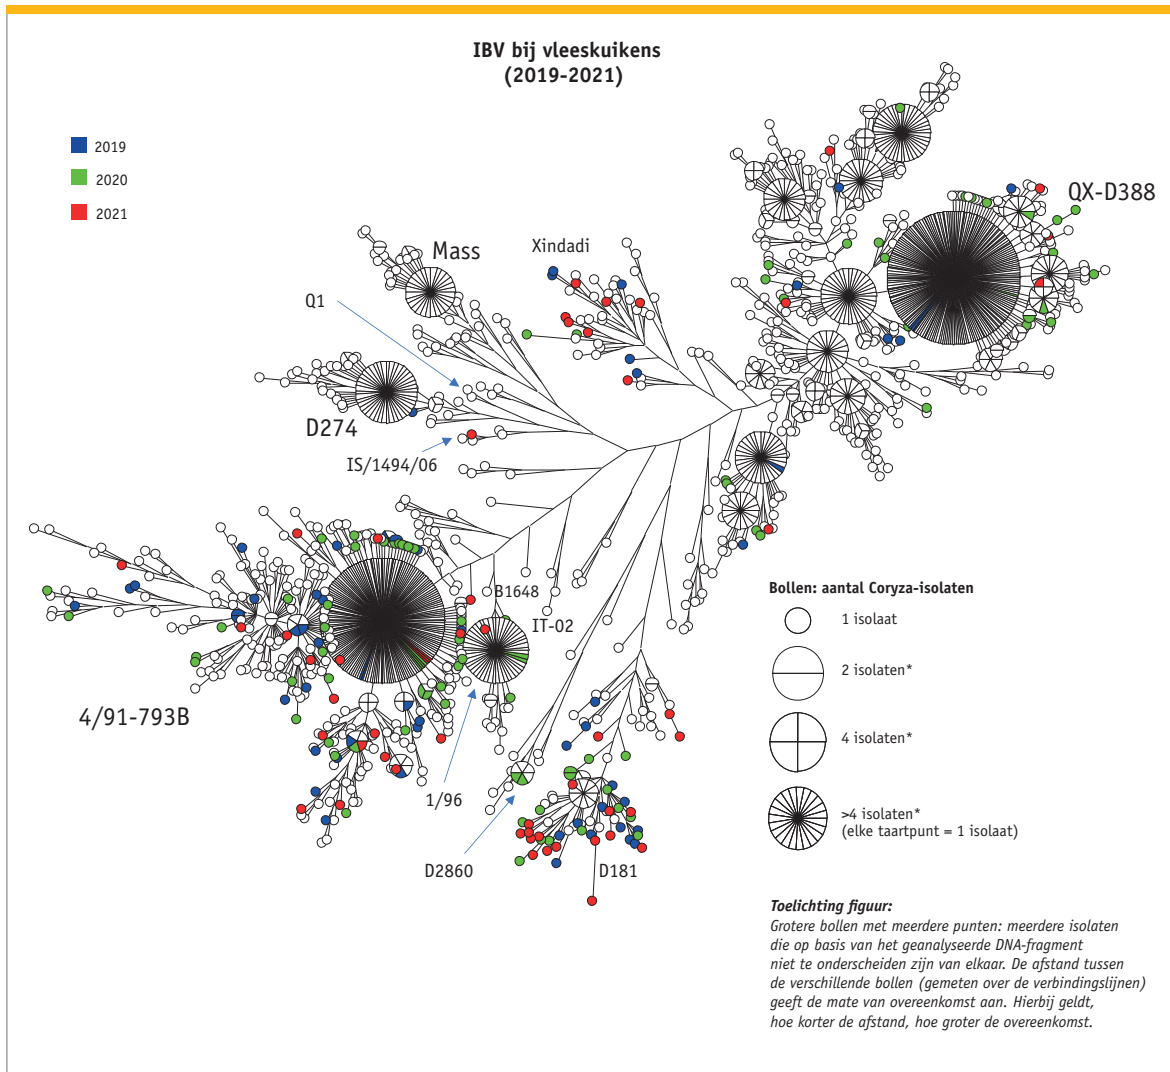 IBV bij vleeskuikens
(2019-2021)
2019
2020
2021
QX-D388
Mass
Xindadi
Q1
D274
IS/1494/06
B1648
IT-02
4/91-793B
1/96
D2860
D181
Bollen: aantal Coryza-isolaten
1 isolaat
2 isolaten*
4 isolaten*
>4 isolaten*
(elke taartpunt = 1 isolaat)
Toelichting figuur:
Grotere bollen met meerdere punten: meerdere isolaten
die op basis van het geanalyseerde DNA-fragment
niet te onderscheiden zijn van elkaar. De afstand tussen
de verschillende bollen (gemeten over de verbindingslijnen)
geeft de mate van overeenkomst aan. Hierbij geldt,
hoe korter de afstand, hoe groter de overeenkomst.